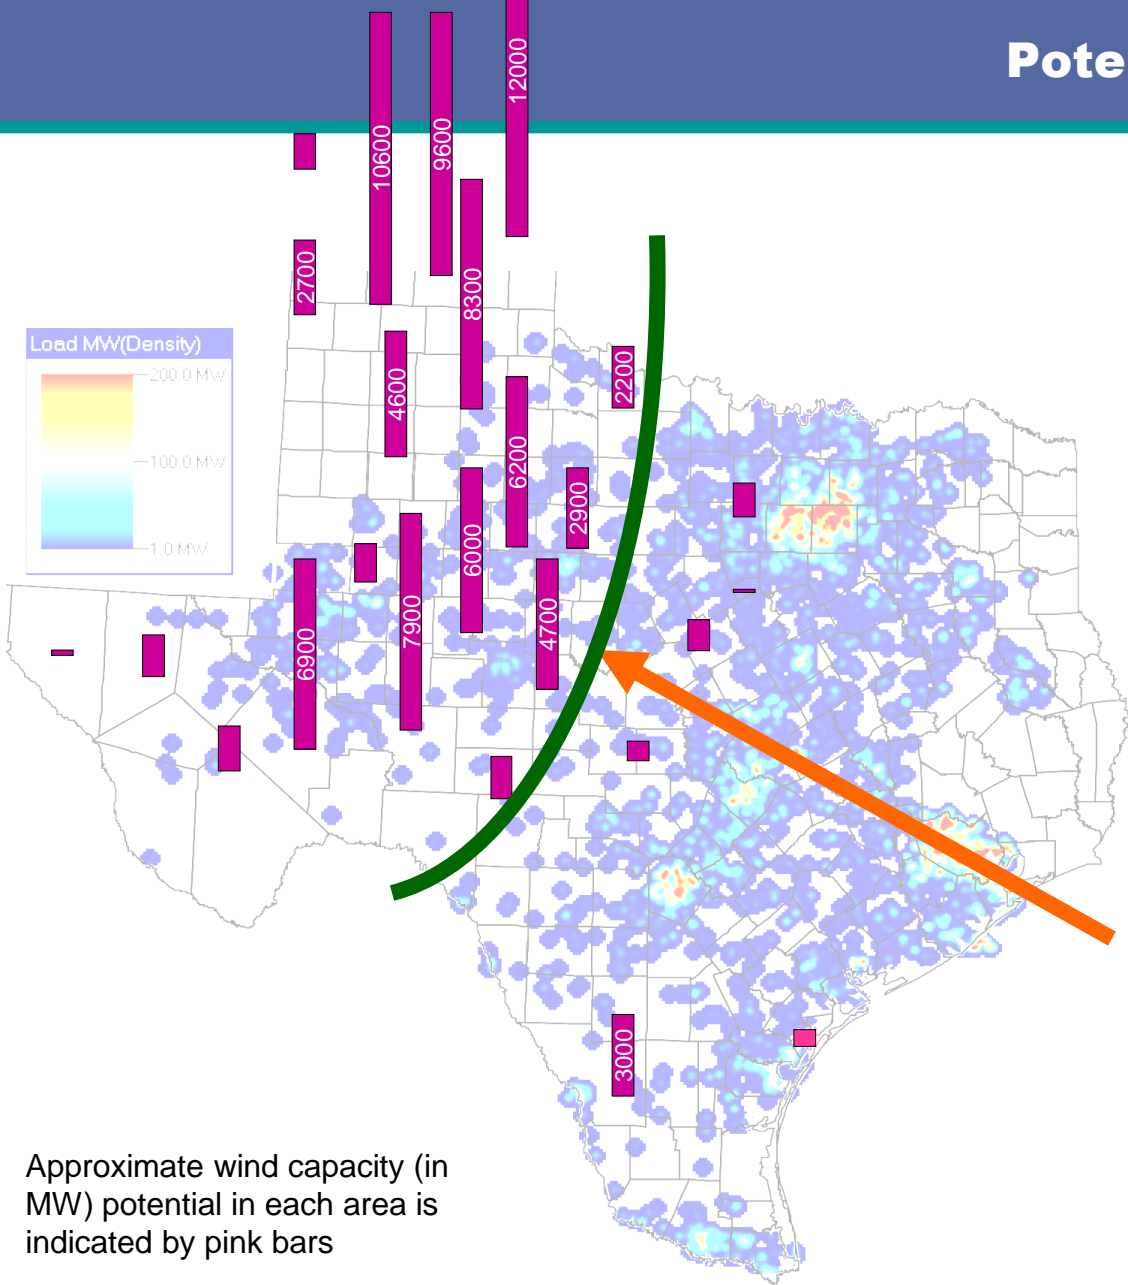 Pote
12000
10600
9600
8300
2700
Load MW(Density)
200.0 MW
100.0 MW
1.0 MW
4600
2200
6200
2900
6000
7900
4700
6900
3000
Approximate wind capacity (in
MW) potential in each area is
indicated by pink bars